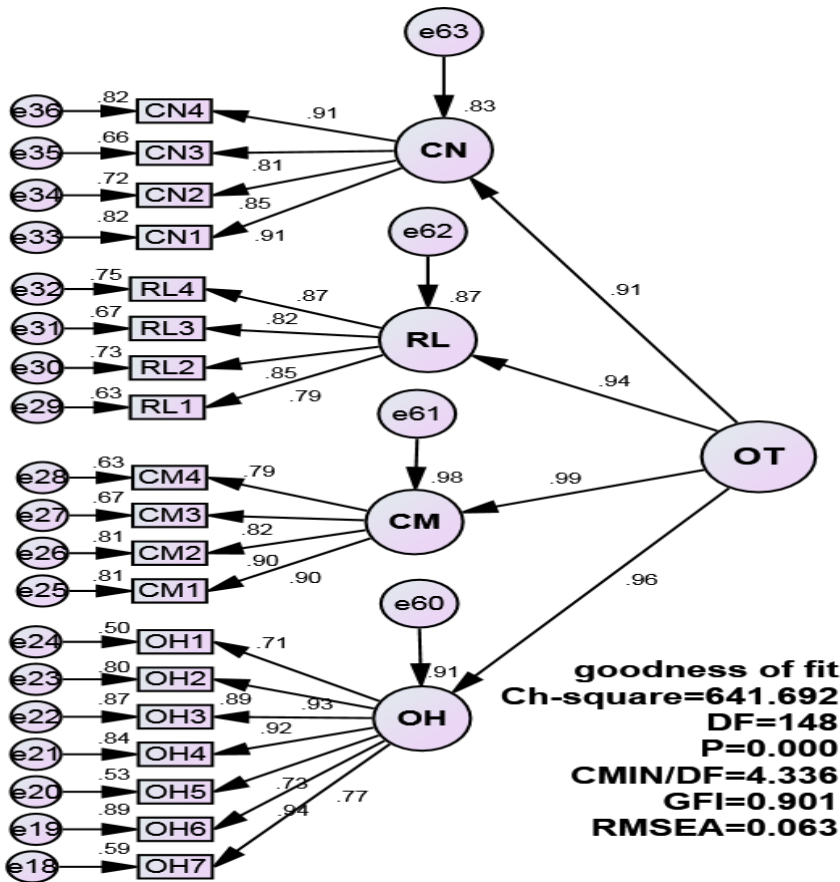 e63
.83
CN
e36
.82
CN4
.91
e35
.66
CN3
.81
e34
.72
CN2
.85
e33
.82
CN1
.91
e62
.87
RL
e32
.75
RL4
.87
e31
.67
RL3
.82
e30
.73
RL2
.85
e29
.63
RL1
.79
e61
.98
CM
e28
.63
CM4
.79
e27
.67
CM3
.82
e26
.81
CM2
.90
e25
.81
CM1
.90
e60
.91
OH
e24
.50
OH1
.71
e23
.80
OH2
.89
e22
.87
OH3
.93
e21
.84
OH4
.92
e20
.53
OH5
.73
e19
.89
OH6
.94
e18
.59
OH7
.77
.91
.94
.99
.96
OT
goodness of fit
Ch-square=641.692
DF=148
P=0.000
CMIN/DF=4.336
GFI=0.901
RMSEA=0.063